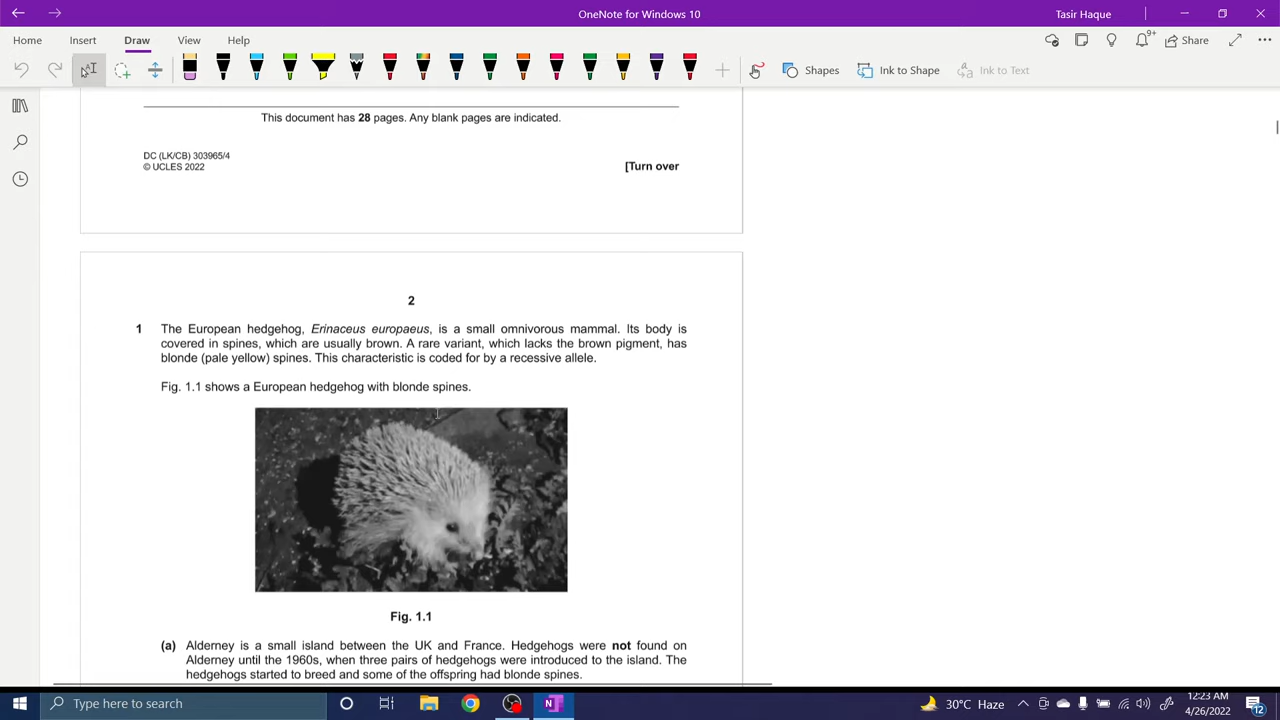 OneNote for Windows 10
Tasir Haque
Home
Insert
Draw
View
Help
9+
Share
Shapes
Ink to Shape
Ink to Text
This document has 28 pages. Any blank pages are indicated.
DC (LK/CB) 303965/4
© UCLES 2022
[Turn over
2
1 The European hedgehog, Erinaceus europaeus, is a small omnivorous mammal. Its body is
covered in spines, which are usually brown. A rare variant, which lacks the brown pigment, has
blonde (pale yellow) spines. This characteristic is coded for by a recessive allele.
Fig. 1.1 shows a European hedgehog with blonde spines.
Fig. 1.1
(a) Alderney is a small island between the UK and France. Hedgehogs were not found on
Alderney until the 1960s, when three pairs of hedgehogs were introduced to the island. The
hedgehogs started to breed and some of the offspring had blonde spines.
Type here to search
30°C Haze
12:23 AM
4/26/2022
12